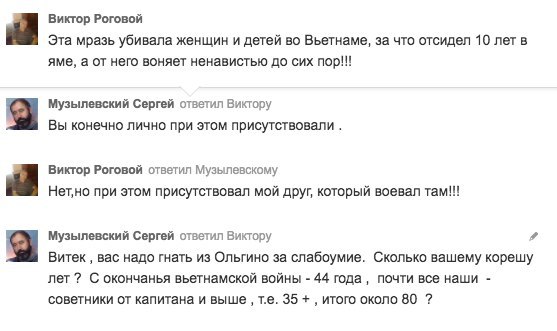 Виктор Роговой
Эта мразь убивала женщин и детей во Вьетнаме, за что отсидел 10 лет в
яме, а от него воняет ненавистью до сих пор!!!
Музылевский Сергей ответил Виктору
Вы конечно лично при этом присутствовали .
Виктор Роговой ответил Музылевскому
Нет,но при этом присутствовал мой друг, который воевал там!!!
Музылевский Сергей ответил Виктору
Витек , вас надо гнать из Ольгино за слабоумие. Сколько вашему корешу
лет ? С окончанья вьетнамской войны - 44 года , почти все наши -
советники от капитана и выше , т.е. 35 + , итого около 80 ?